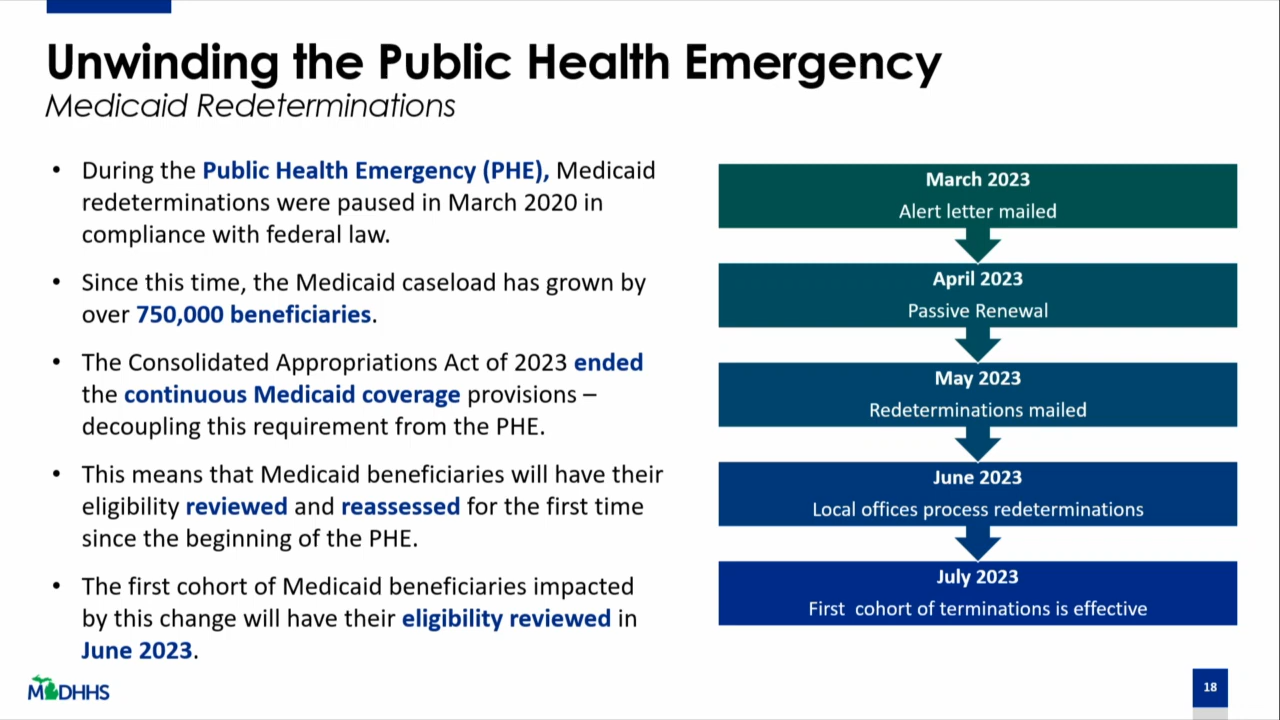 Unwinding the Public Health Emergency
Medicaid Redeterminations
• During the Public Health Emergency (PHE), Medicaid
redeterminations were paused in March 2020 in
compliance with federal law.
• Since this time, the Medicaid caseload has grown by
over 750,000 beneficiaries.
• The Consolidated Appropriations Act of 2023 ended
the continuous Medicaid coverage provisions –
decoupling this requirement from the PHE.
• This means that Medicaid beneficiaries will have their
eligibility reviewed and reassessed for the first time
since the beginning of the PHE.
• The first cohort of Medicaid beneficiaries impacted
by this change will have their eligibility reviewed in
June 2023.
March 2023
Alert letter mailed
April 2023
Passive Renewal
May 2023
Redeterminations mailed
June 2023
Local offices process redeterminations
July 2023
First cohort of terminations is effective
MDHHS
18